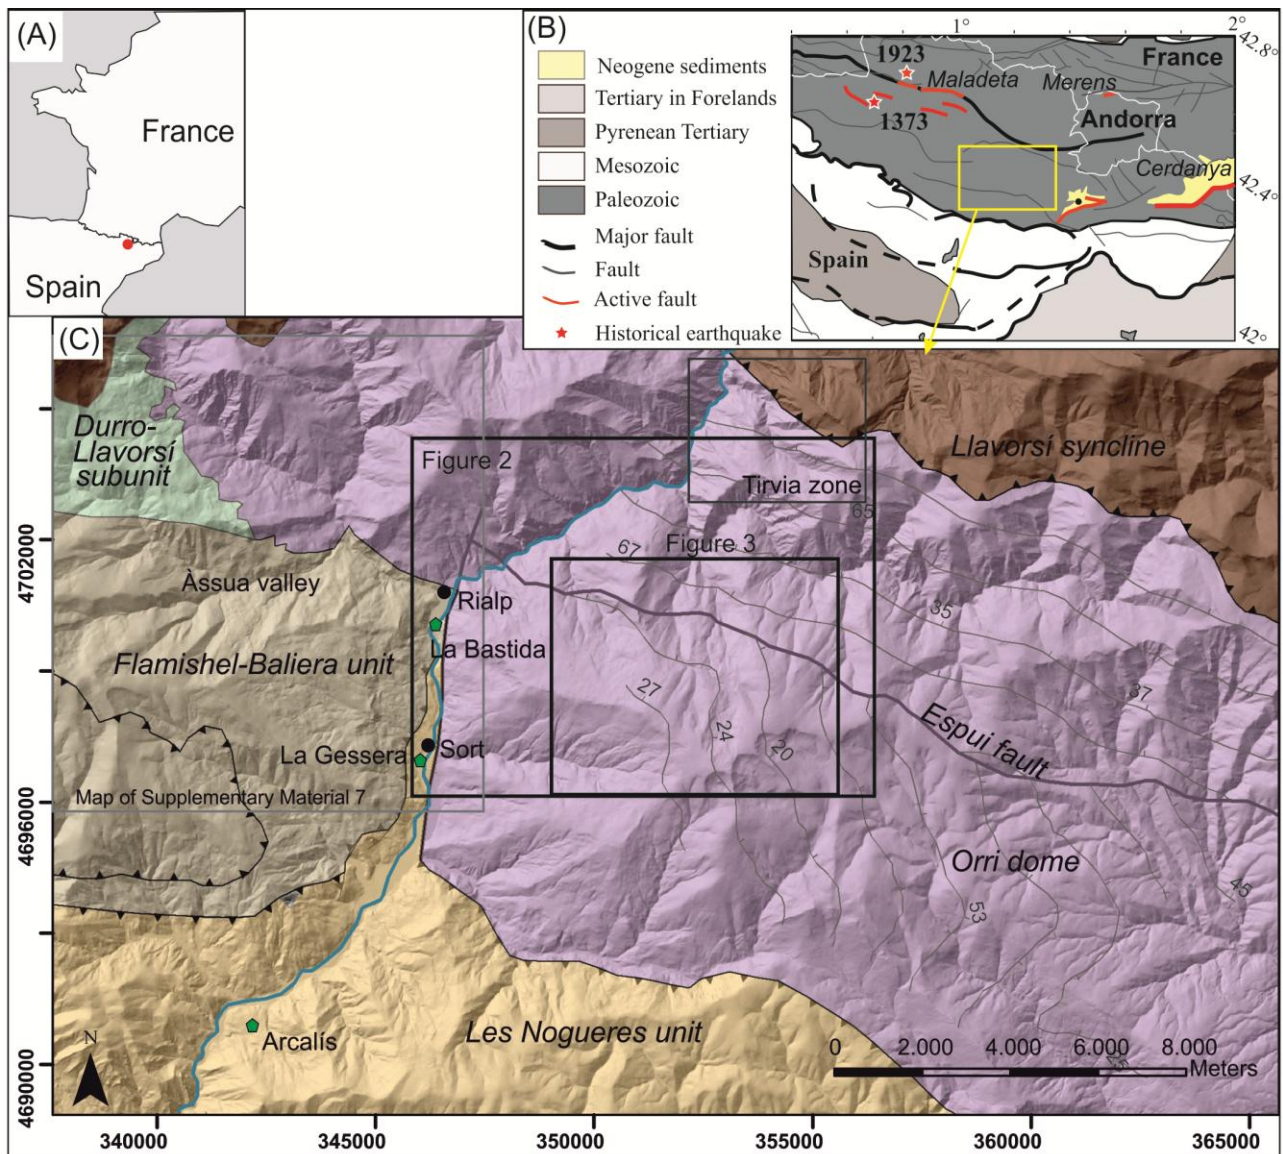 (A)
France
Spain
(B)
Neogene sediments
Tertiary in Forelands
Pyrenean Tertiary
Mesozoic
Paleozoic
Major fault
Fault
Active fault
Historical earthquake
1°
2°
42.8°
1923
France
Maladeta
Merens
1373
Andorra
Cerdanya
42.4°
Spain
42°
(C)
Durro-
Llavorsí
subunit
Figure 2
Llavorsí syncline
Tirvia zone
65
4702000
67
Figure 3
Àssua valley
Rialp
35
La Bastida
Flamishel-Baliera unit
27
37
24
Espui fault
20
La Gessera
Sort
Map of Supplementary Material 7
4696000
Orri dome
45
53
Les Nogueres unit
Arcalís
N
0 2.000 4.000 6.000 8.000
Meters
4690000
340000 345000 350000 355000 360000 365000